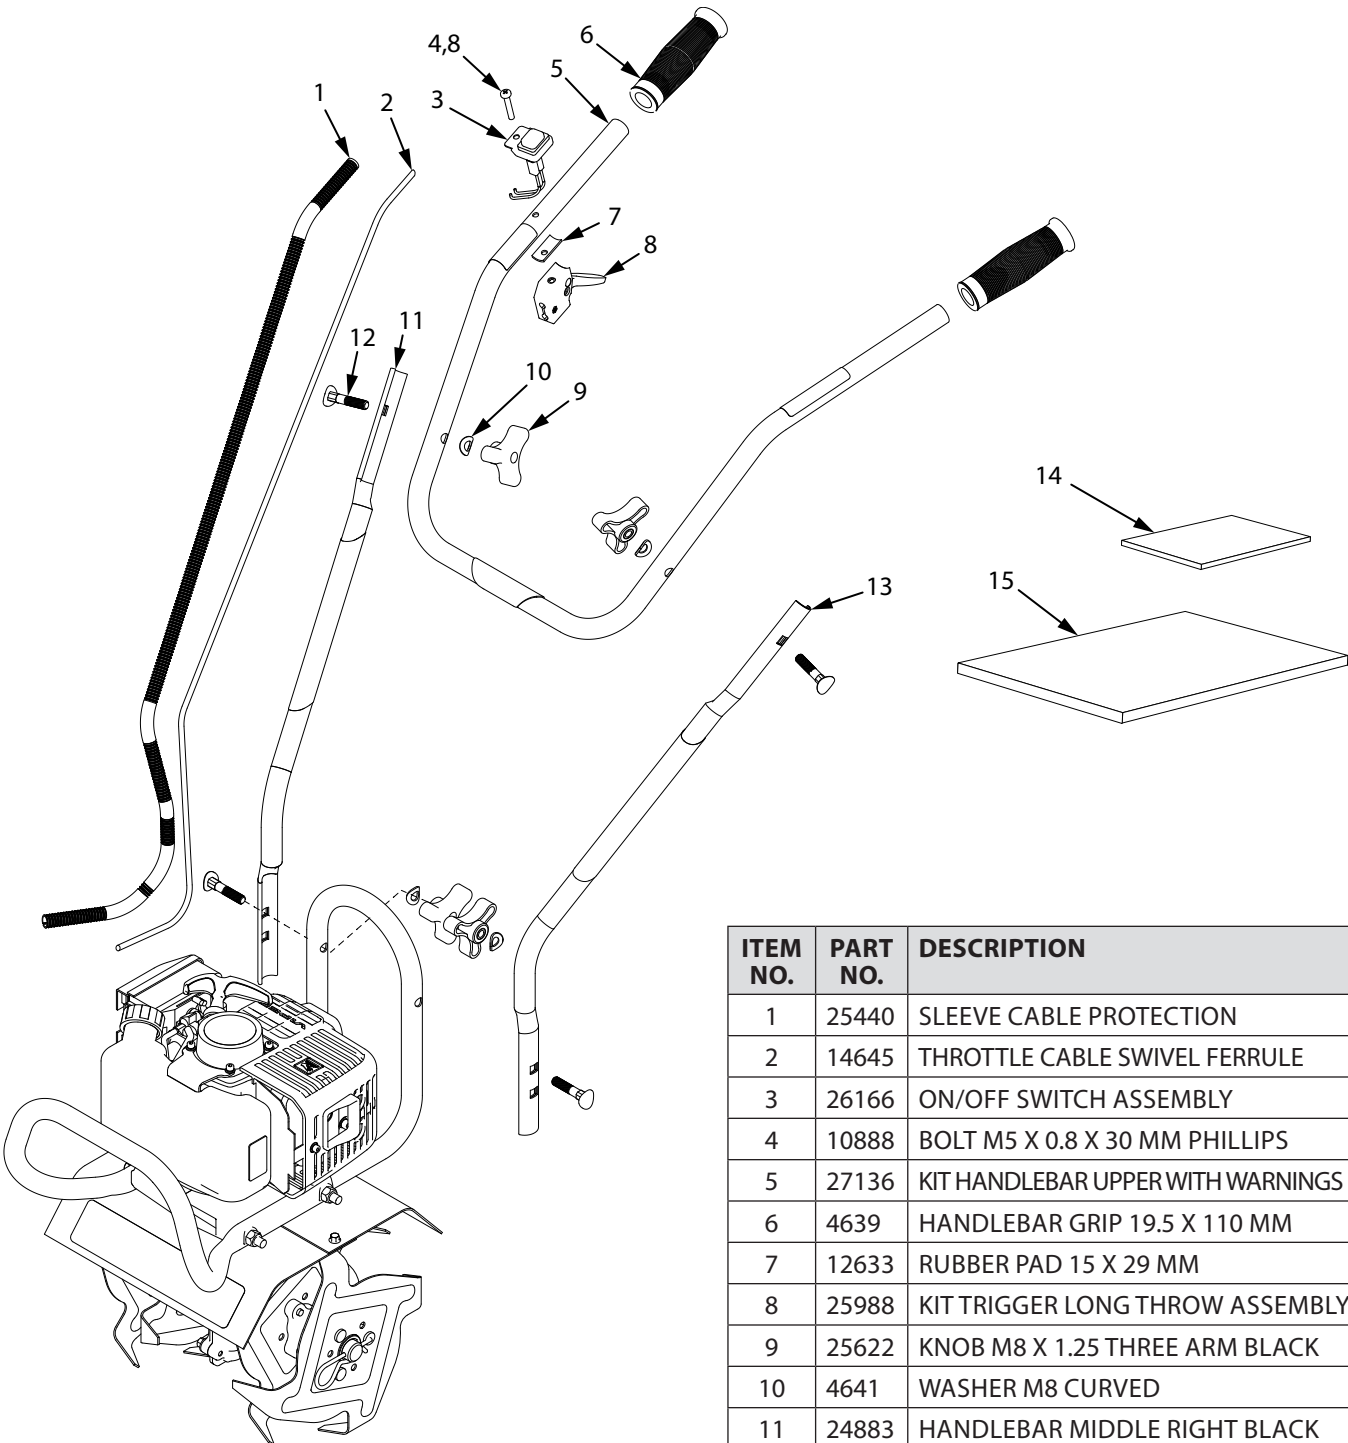 4,8
6
5
1
2
3
7
8
11
12
10
9
14
15
13
ITEM NO. PART NO. DESCRIPTION
1 25440 SLEEVE CABLE PROTECTION
2 14645 THROTTLE CABLE SWIVEL FERRULE
3 26166 ON/OFF SWITCH ASSEMBLY
4 10888 BOLT M5 X 0.8 X 30 MM PHILLIPS
5 27136 KIT HANDLEBAR UPPER WITH WARNINGS
6 4639 HANDLEBAR GRIP 19.5 X 110 MM
7 12633 RUBBER PAD 15 X 29 MM
8 25988 KIT TRIGGER LONG THROW ASSEMBLY
9 25622 KNOB M8 X 1.25 THREE ARM BLACK
10 4641 WASHER M8 CURVED
11 24883 HANDLEBAR MIDDLE RIGHT BLACK